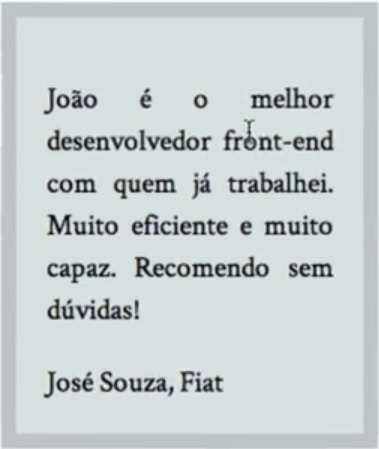 João é o melhor
desenvolvedor front-end
com quem já trabalhei.
Muito eficiente e muito
capaz. Recomendo sem
dúvidas!
José Souza, Fiat